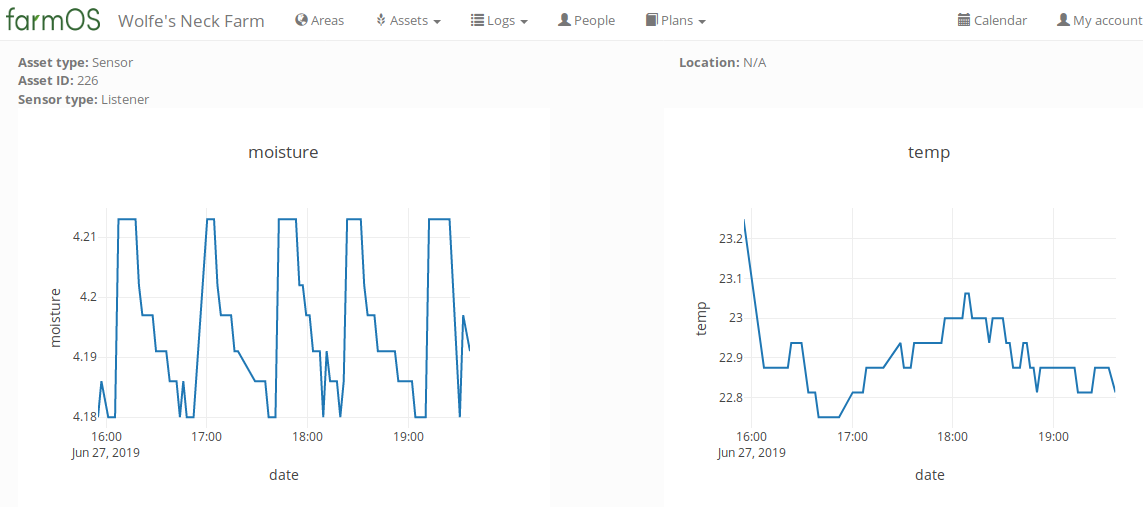 farmOS Wolfe's Neck Farm Areas Assets Logs People Plans Calendar My account
Asset type: Sensor
Asset ID: 226
Sensor type: Listener
Location: N/A
moisture
4.21
4.2
4.19
4.18
moisture
16:00 17:00 18:00 19:00
Jun 27, 2019
date
temp
23.2
23.1
23
22.9
22.8
temp
16:00 17:00 18:00 19:00
Jun 27, 2019
date